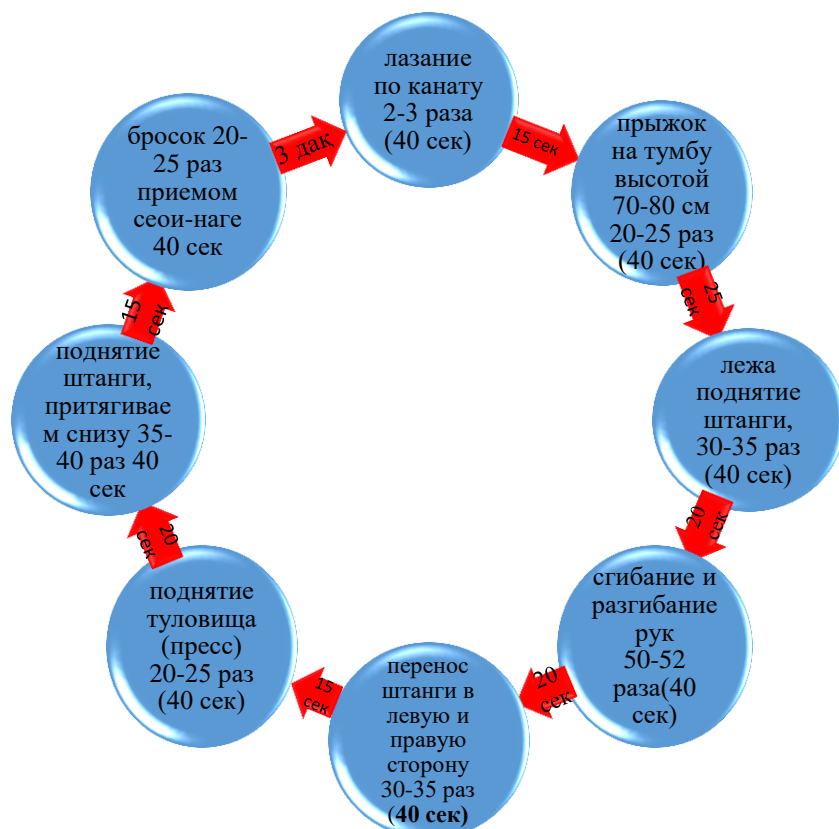 лазание
по канату
2-3 раза
(40 сек)
15 сек
прыжок
на тумбу
высотой
70-80 см
20-25 раз
(40 сек)
25
сек
лежа
поднятие
штанги,
30-35 раз
(40 сек)
20
сек
сгибание и
разгибание
рук
50-52
раза(40
сек)
20
сек
перенос
штанги в
левую и
правую
сторону
30-35 раз
(40 сек)
15
сек
поднятие
туловища
(пресс)
20-25 раз
(40 сек)
20
сек
поднятие
штанги,
притягивае
м снизу 35-
40 раз 40
сек
15
сек
бросок 20-
25 раз
приемом
сеои-наге
40 сек
3 дак